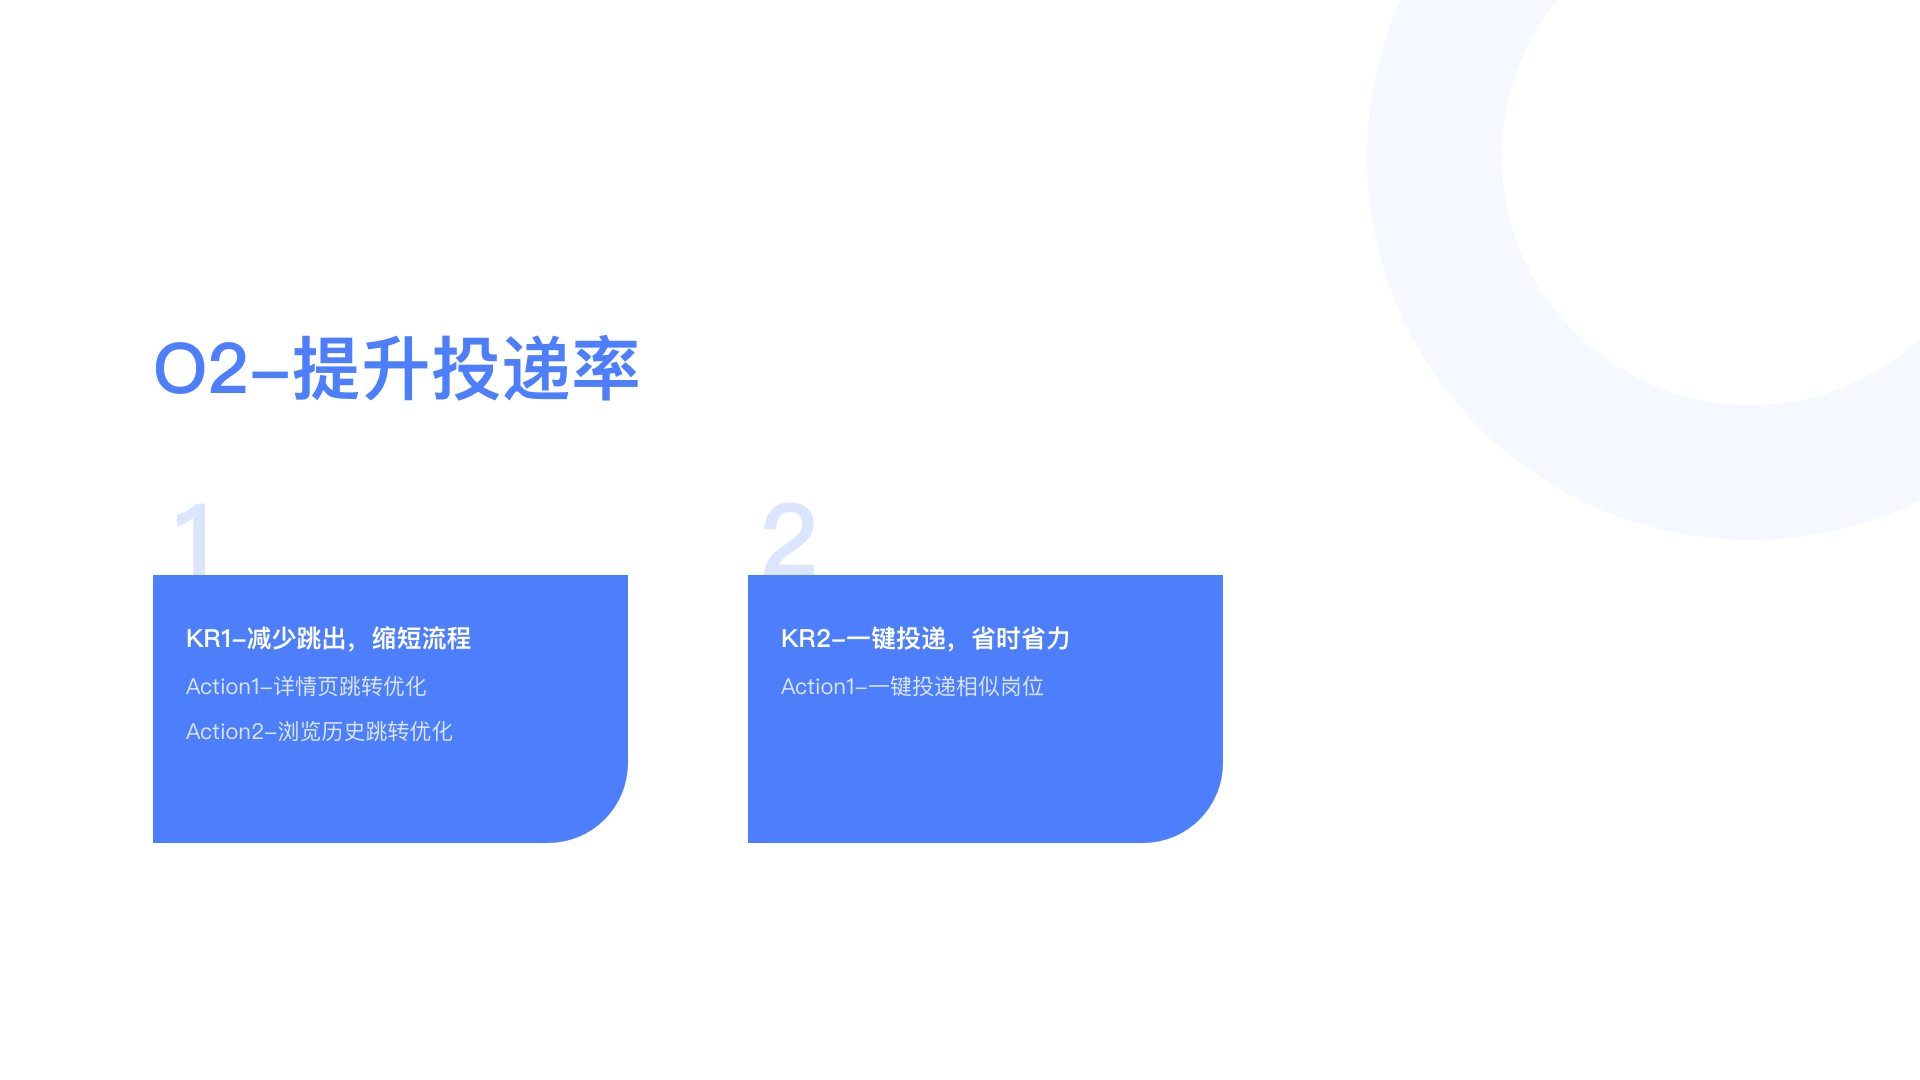 O2-提升投递率
1
KR1-减少跳出，缩短流程
Action1-详情页跳转优化
Action2-浏览历史跳转优化
2
KR2-一键投递，省时省力
Action1-一键投递相似岗位